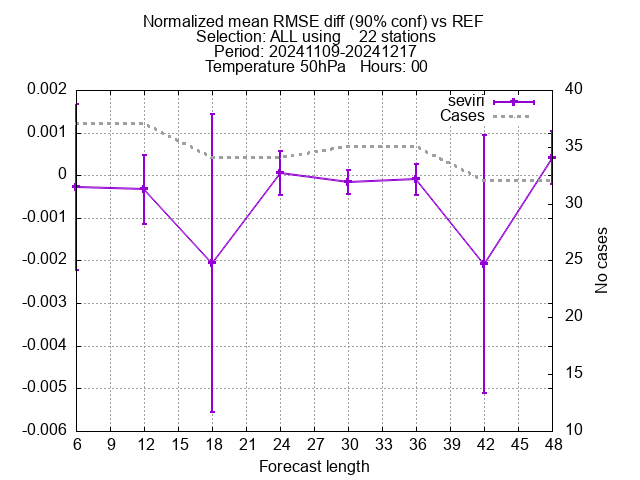 Normalized mean RMSE diff (90% conf) vs REF
Selection: ALL using    22 stations
Period: 20241109-20241217
Temperature 50hPa   Hours: 00
seviri
Cases
0.002
0.001
0
-0.001
-0.002
-0.003
-0.004
-0.005
-0.006
40
35
30
25
20
15
10
No cases
6 9 12 15 18 21 24 27 30 33 36 39 42 45 48
Forecast length